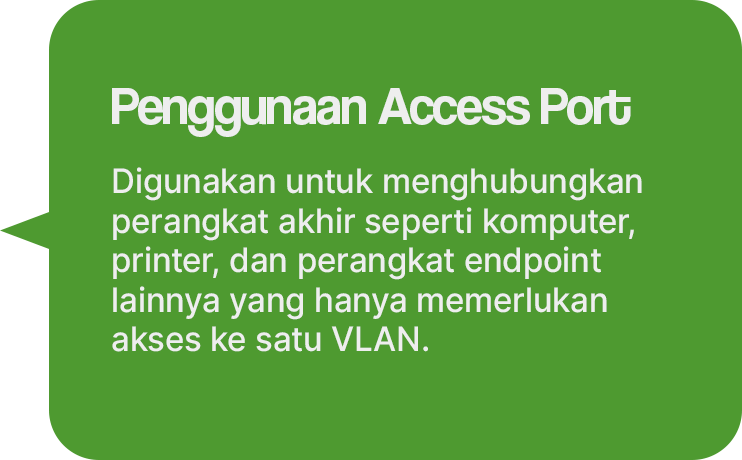 Penggunaan Access Port
Digunakan untuk menghubungkan
perangkat akhir seperti komputer,
printer, dan perangkat endpoint
lainnya yang hanya memerlukan
akses ke satu VLAN.